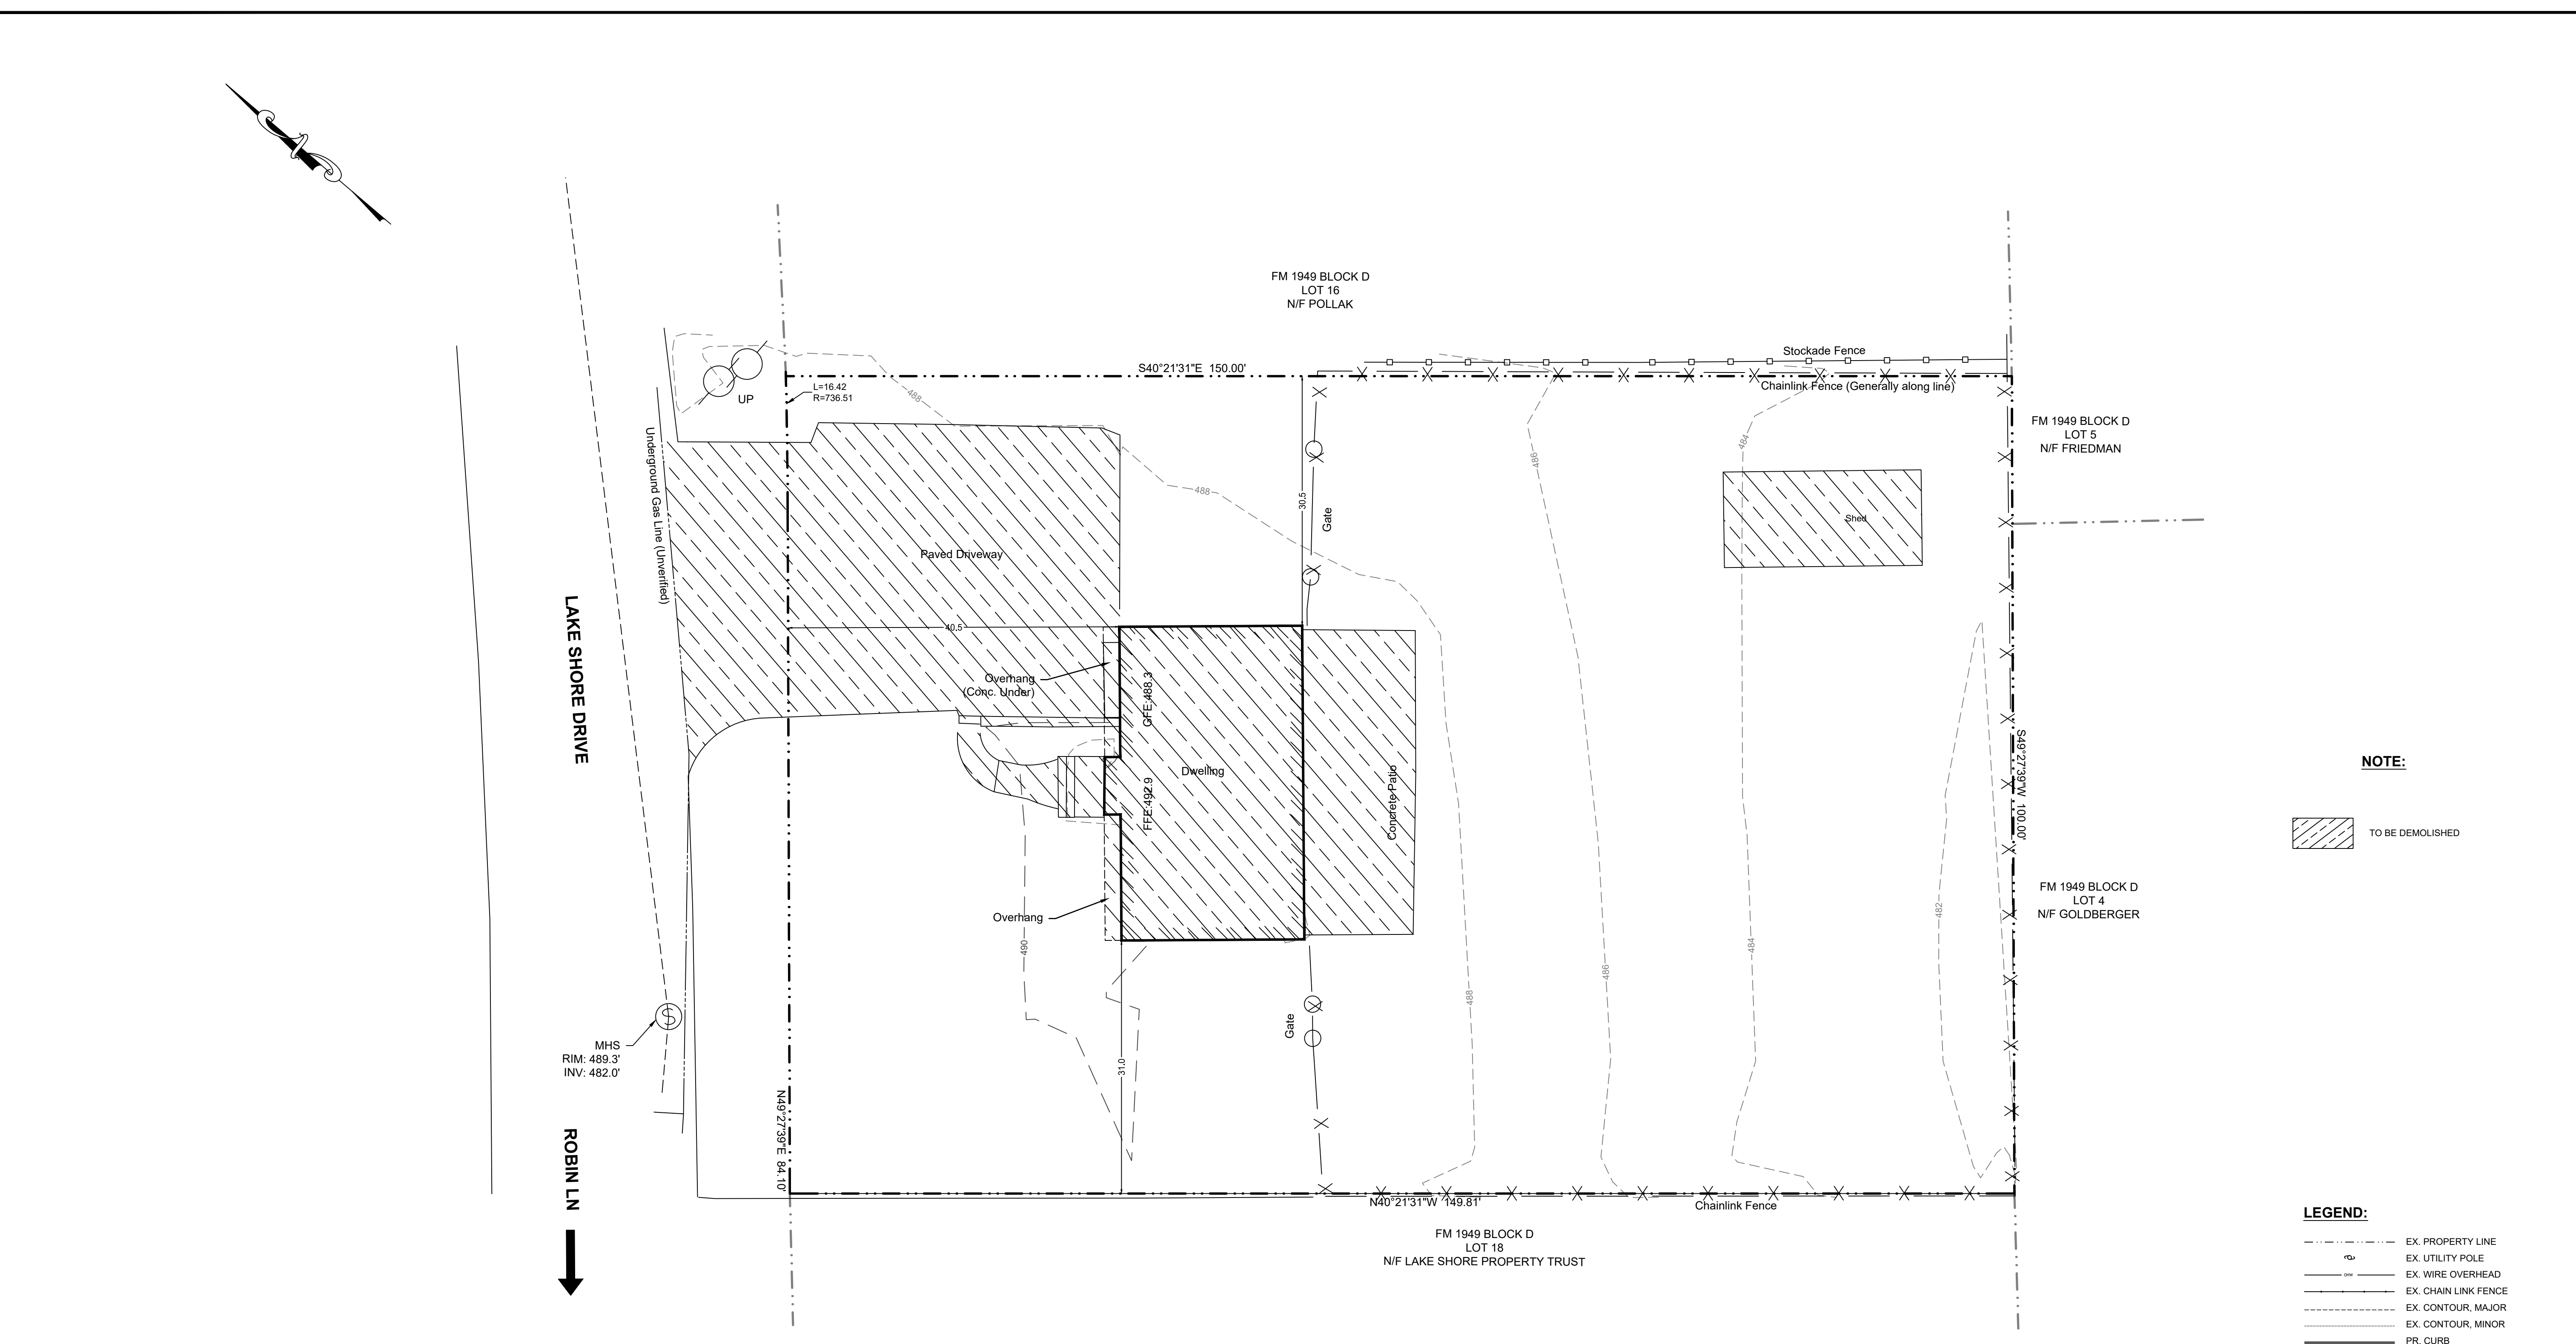 FM 1949 BLOCK D
LOT 16
N/F POLLAK
Stockade Fence
S40°21'31"E 150.00'
Chainlink Fence (Generally along line)
L=16.42
R=736.51
UP
488
FM 1949 BLOCK D
LOT 5
N/F FRIEDMAN
Underground Gas Line (Unverified)
484
486
488
30.5
Gate
Shed
Paved Driveway
LAKE SHORE DRIVE
40.5
Overhang
(Conc. Under)
GFE:488.3
Dwelling
FFE:492.9
Concrete Patio
S49°27'39"W 100.00'
NOTE:
TO BE DEMOLISHED
FM 1949 BLOCK D
LOT 4
N/F GOLDBERGER
482
Overhang
490
484
486
488
Gate
S
MHS
RIM: 489.3'
INV: 482.0'
31.0
N49°27'39"E 84.10'
ROBIN LN
N40°21'31"W 149.81'
Chainlink Fence
FM 1949 BLOCK D
LOT 18
N/F LAKE SHORE PROPERTY TRUST
LEGEND:
EX. PROPERTY LINE
EX. UTILITY POLE
OHW
EX. WIRE OVERHEAD
EX. CHAIN LINK FENCE
EX. CONTOUR, MAJOR
EX. CONTOUR, MINOR
PR. CURB